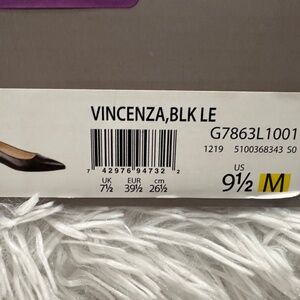 VINCENZA,BLK LE
G7863L1001
1219 5100368343 S0
7 42976 94732 2
UK EUR cm
7½ 39½ 26½
US
9½ M